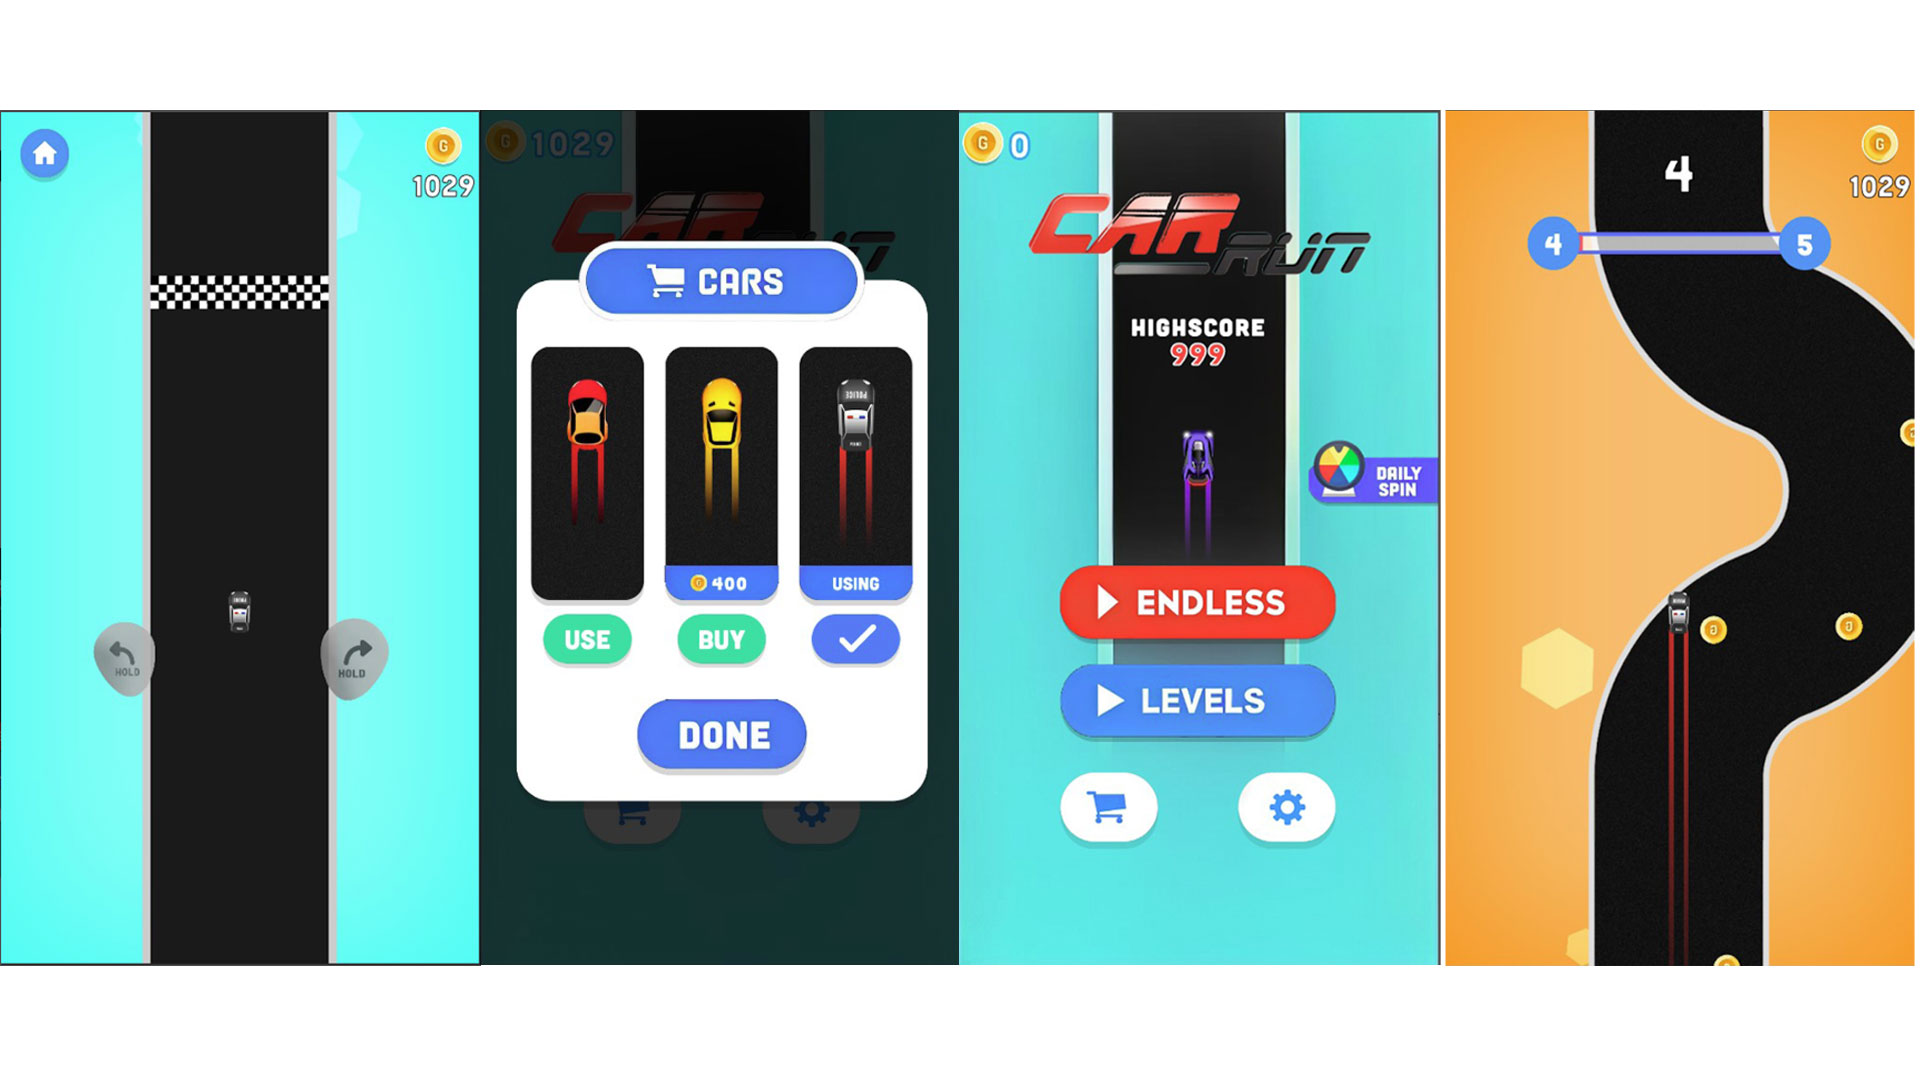 G
1029
HOLD
HOLD
G 1029
CAR RUN
CARS
POLICE
G 400
USING
USE
BUY
DONE
G 0
CAR
RUN
HIGHSCORE
999
DAILY
SPIN
ENDLESS
LEVELS
4
G
1029
4
5